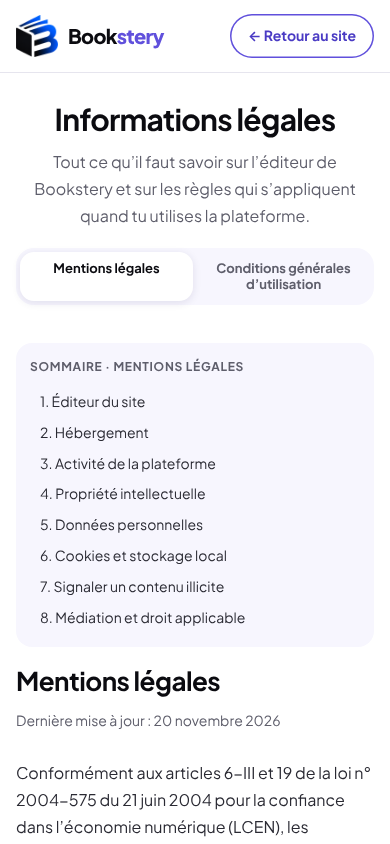 Bookstery
← Retour au site
Informations légales
Tout ce qu’il faut savoir sur l’éditeur de
Bookstery et sur les règles qui s’appliquent
quand tu utilises la plateforme.
Mentions légales
Conditions générales
d’utilisation
SOMMAIRE · MENTIONS LÉGALES
1. Éditeur du site
2. Hébergement
3. Activité de la plateforme
4. Propriété intellectuelle
5. Données personnelles
6. Cookies et stockage local
7. Signaler un contenu illicite
8. Médiation et droit applicable
Mentions légales
Dernière mise à jour : 20 novembre 2026
Conformément aux articles 6-III et 19 de la loi n°
2004-575 du 21 juin 2004 pour la confiance
dans l’économie numérique (LCEN), les